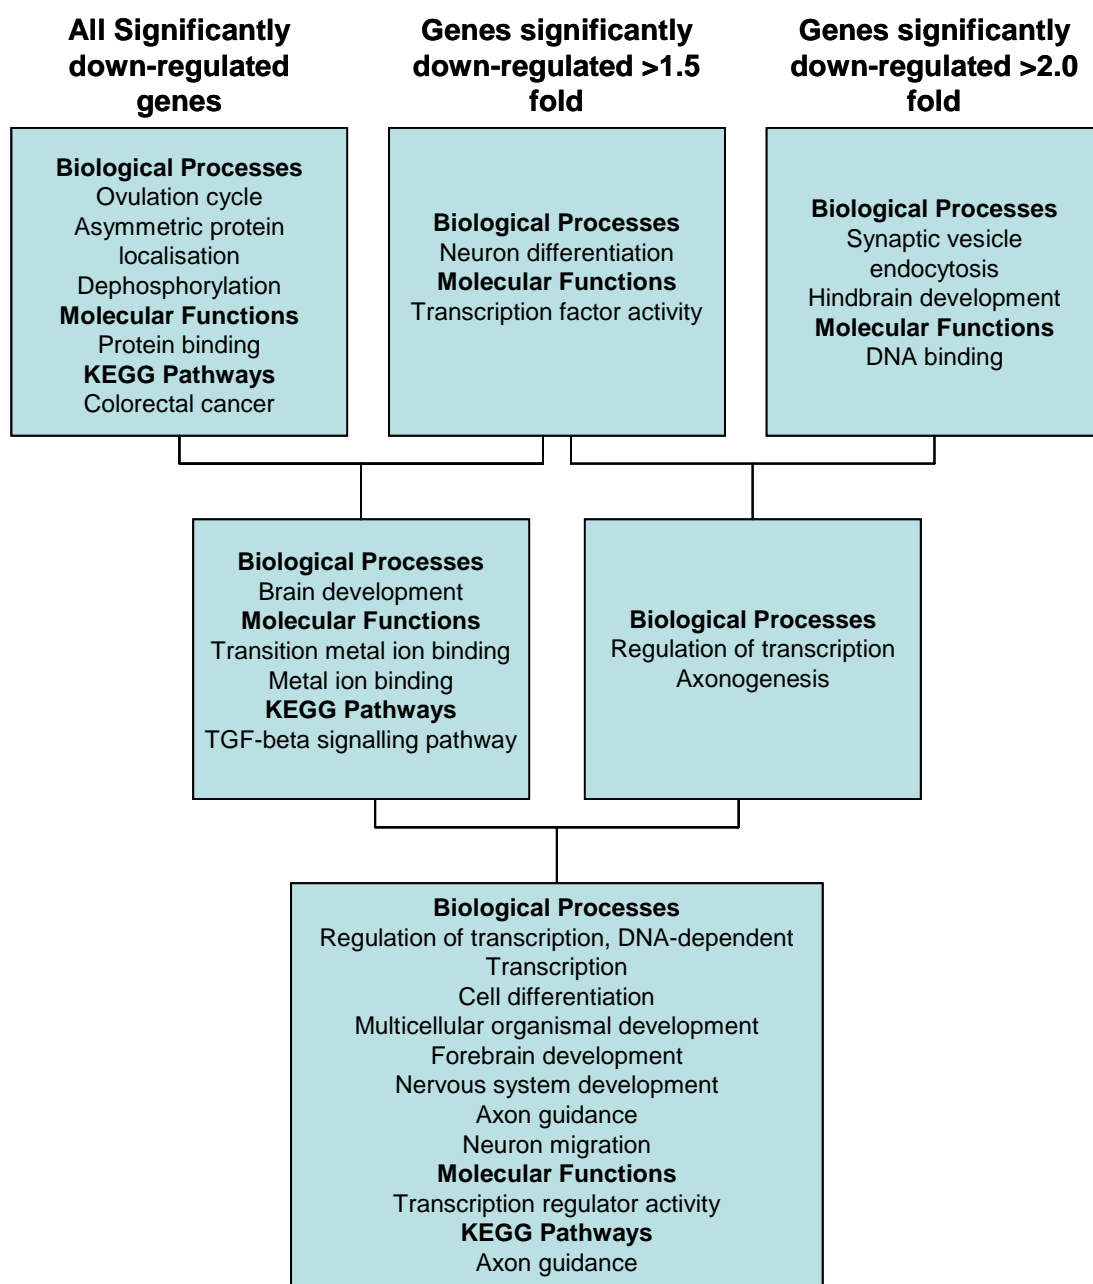 All Significantly
down-regulated
genes
Genes significantly
down-regulated >1.5
fold
Genes significantly
down-regulated >2.0
fold
Biological Processes
Ovulation cycle
Asymmetric protein
localisation
Dephosphorylation
Molecular Functions
Protein binding
KEGG Pathways
Colorectal cancer
Biological Processes
Neuron differentiation
Molecular Functions
Transcription factor activity
Biological Processes
Synaptic vesicle
endocytosis
Hindbrain development
Molecular Functions
DNA binding
Biological Processes
Brain development
Molecular Functions
Transition metal ion binding
Metal ion binding
KEGG Pathways
TGF-beta signalling pathway
Biological Processes
Regulation of transcription
Axonogenesis
Biological Processes
Regulation of transcription, DNA-dependent
Transcription
Cell differentiation
Multicellular organismal development
Forebrain development
Nervous system development
Axon guidance
Neuron migration
Molecular Functions
Transcription regulator activity
KEGG Pathways
Axon guidance